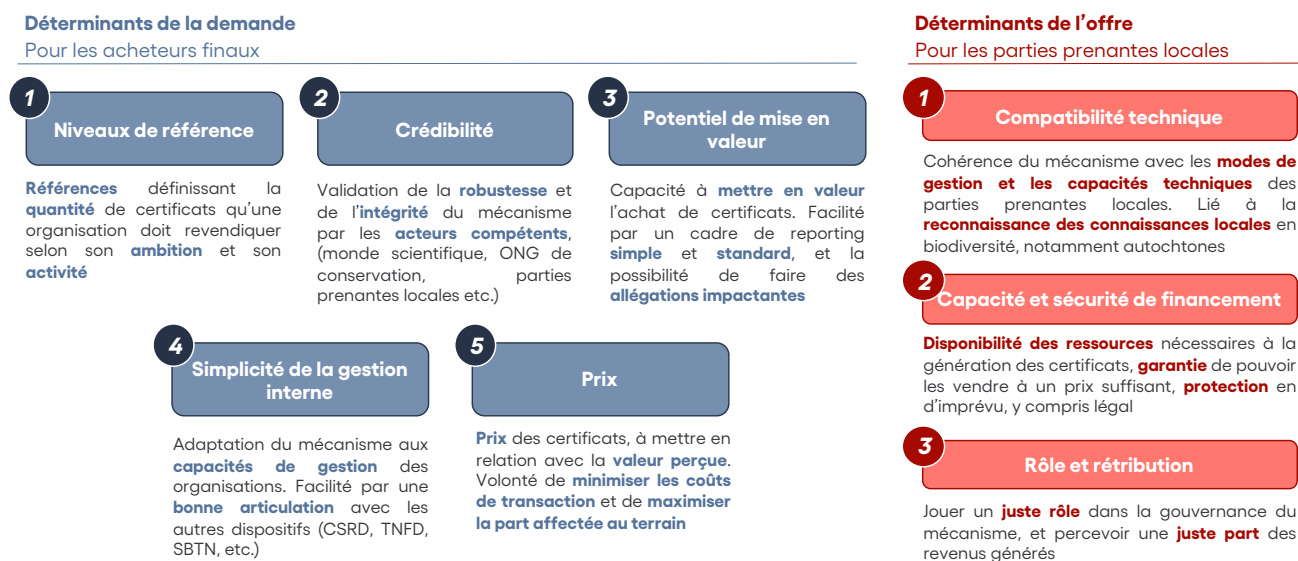 Déterminants de la demande
Pour les acheteurs finaux
1
Niveaux de référence
Références définissant la
quantité de certificats qu'une
organisation doit revendiquer
selon son ambition et son
activité
2
Crédibilité
Validation de la robustesse et
de l'intégrité du mécanisme
par les acteurs compétents,
(monde scientifique, ONG de
conservation, parties
prenantes locales etc.)
3
Potentiel de mise en
valeur
Capacité à mettre en valeur
l'achat de certificats. Facilité
par un cadre de reporting
simple et standard, et la
possibilité de faire des
allégations impactantes
4
Simplicité de la gestion
interne
Adaptation du mécanisme aux
capacités de gestion des
organisations. Facilité par une
bonne articulation avec les
autres dispositifs (CSRD, TNFD,
SBTN, etc.)
5
Prix
Prix des certificats, à mettre en
relation avec la valeur perçue.
Volonté de minimiser les coûts
de transaction et de maximiser
la part affectée au terrain
Déterminants de l'offre
Pour les parties prenantes locales
1
Compatibilité technique
Cohérence du mécanisme avec les modes de
gestion et les capacités techniques des
parties prenantes locales. Lié à la
reconnaissance des connaissances locales en
biodiversité, notamment autochtones
2
Capacité et sécurité de financement
Disponibilité des ressources nécessaires à la
génération des certificats, garantie de pouvoir
les vendre à un prix suffisant, protection en
d'imprévu, y compris légal
3
Rôle et rétribution
Jouer un juste rôle dans la gouvernance du
mécanisme, et percevoir une juste part des
revenus générés